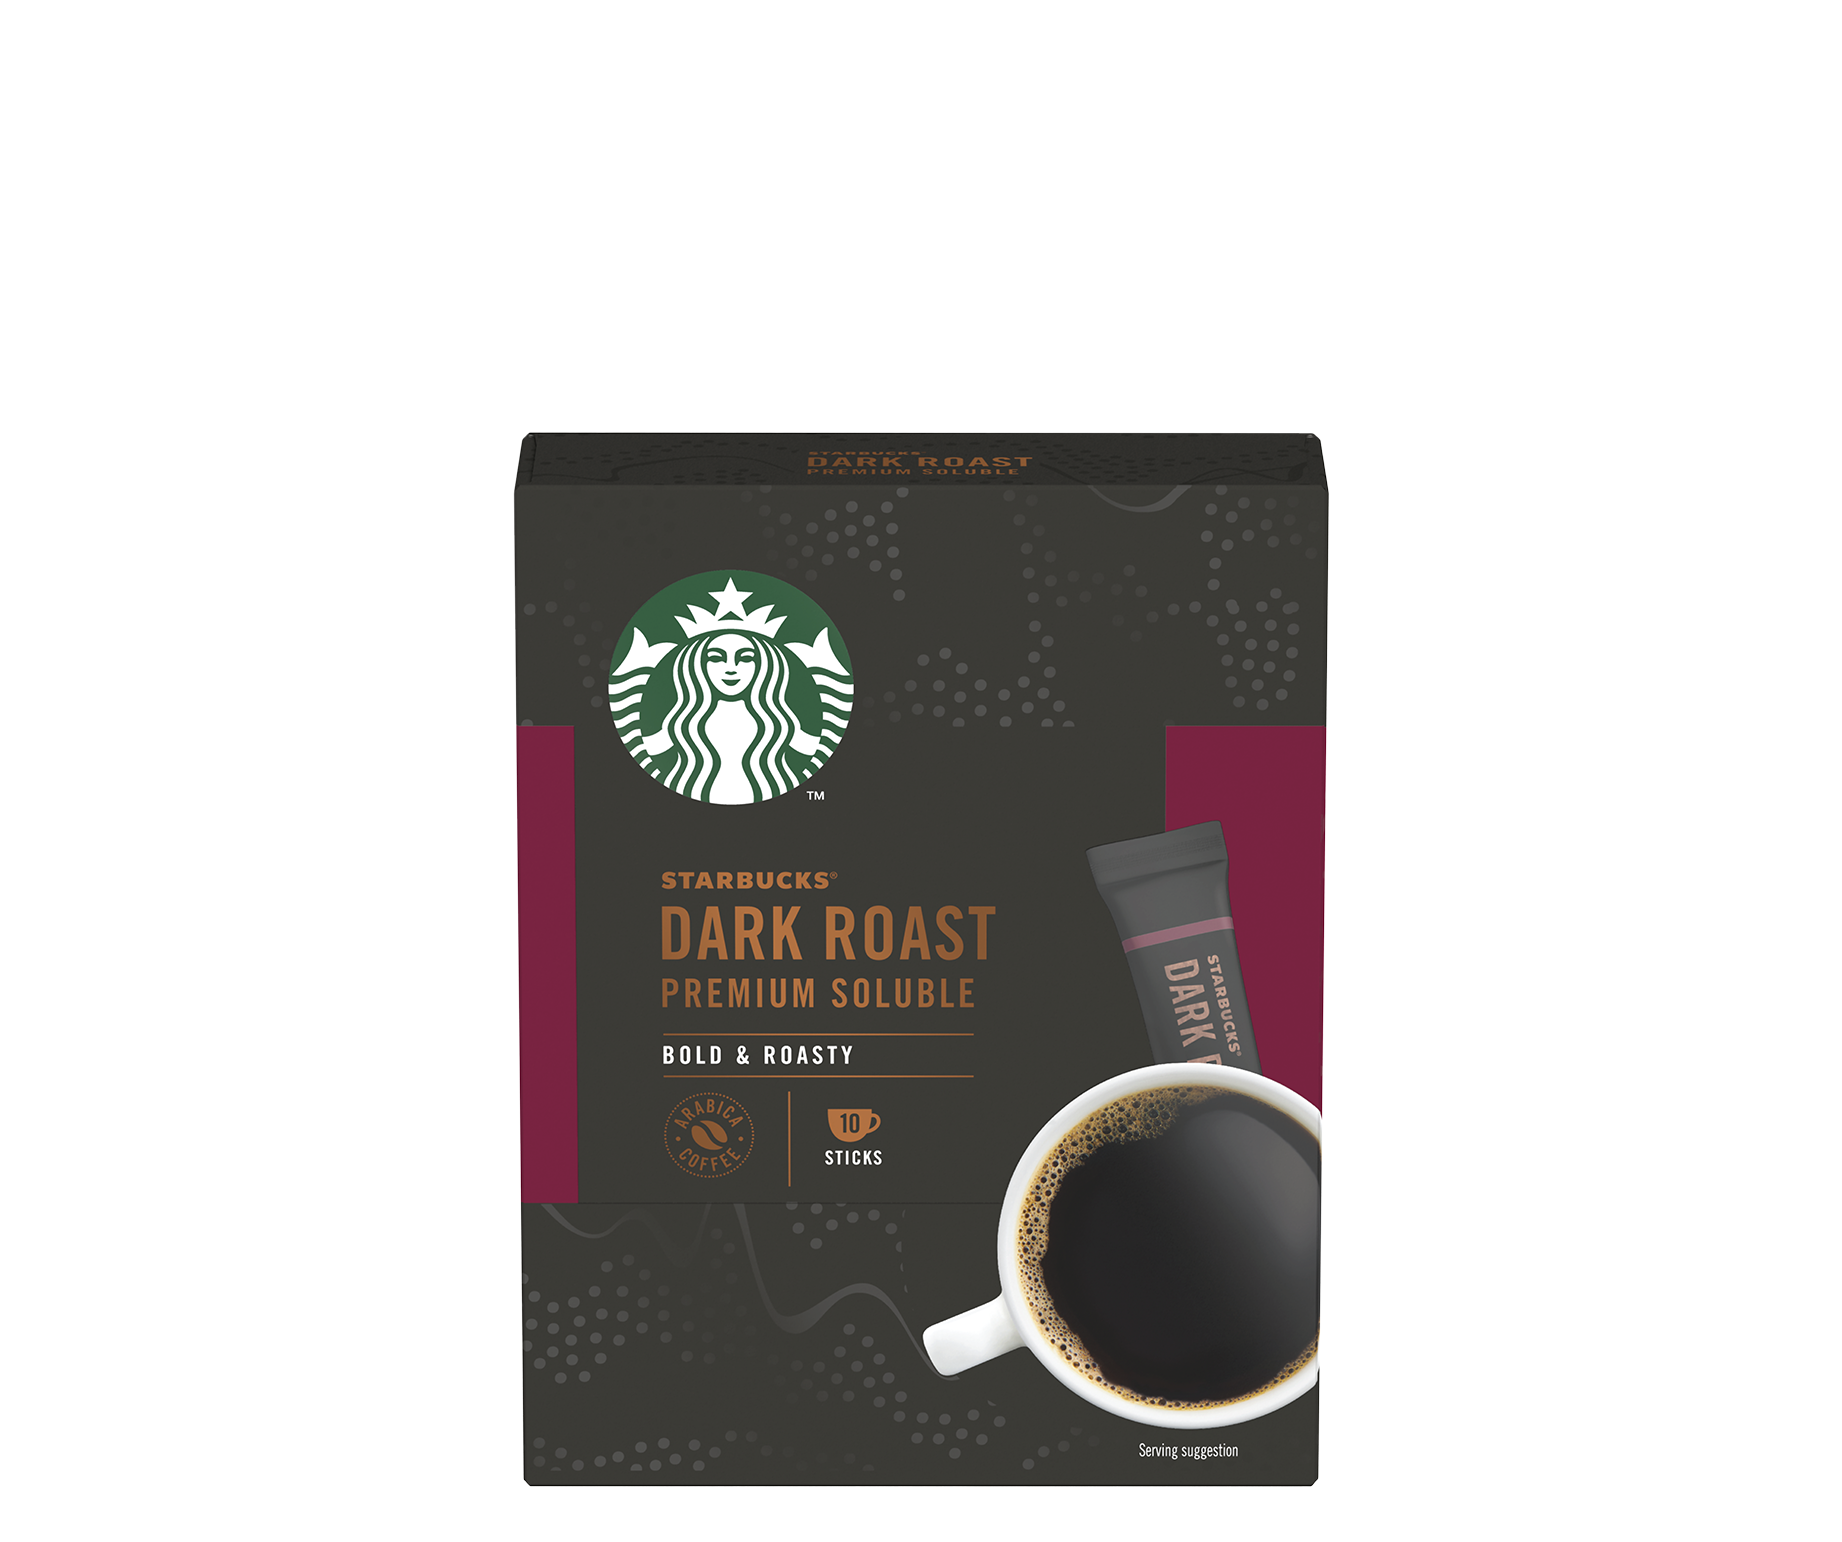 STARBUCKS®
DARK ROAST
PREMIUM SOLUBLE
TM
STARBUCKS®
DARK ROAST
PREMIUM SOLUBLE
BOLD & ROASTY
ARABICA
COFFEE
10
STICKS
STARBUCKS®
DARK R
Serving suggestion